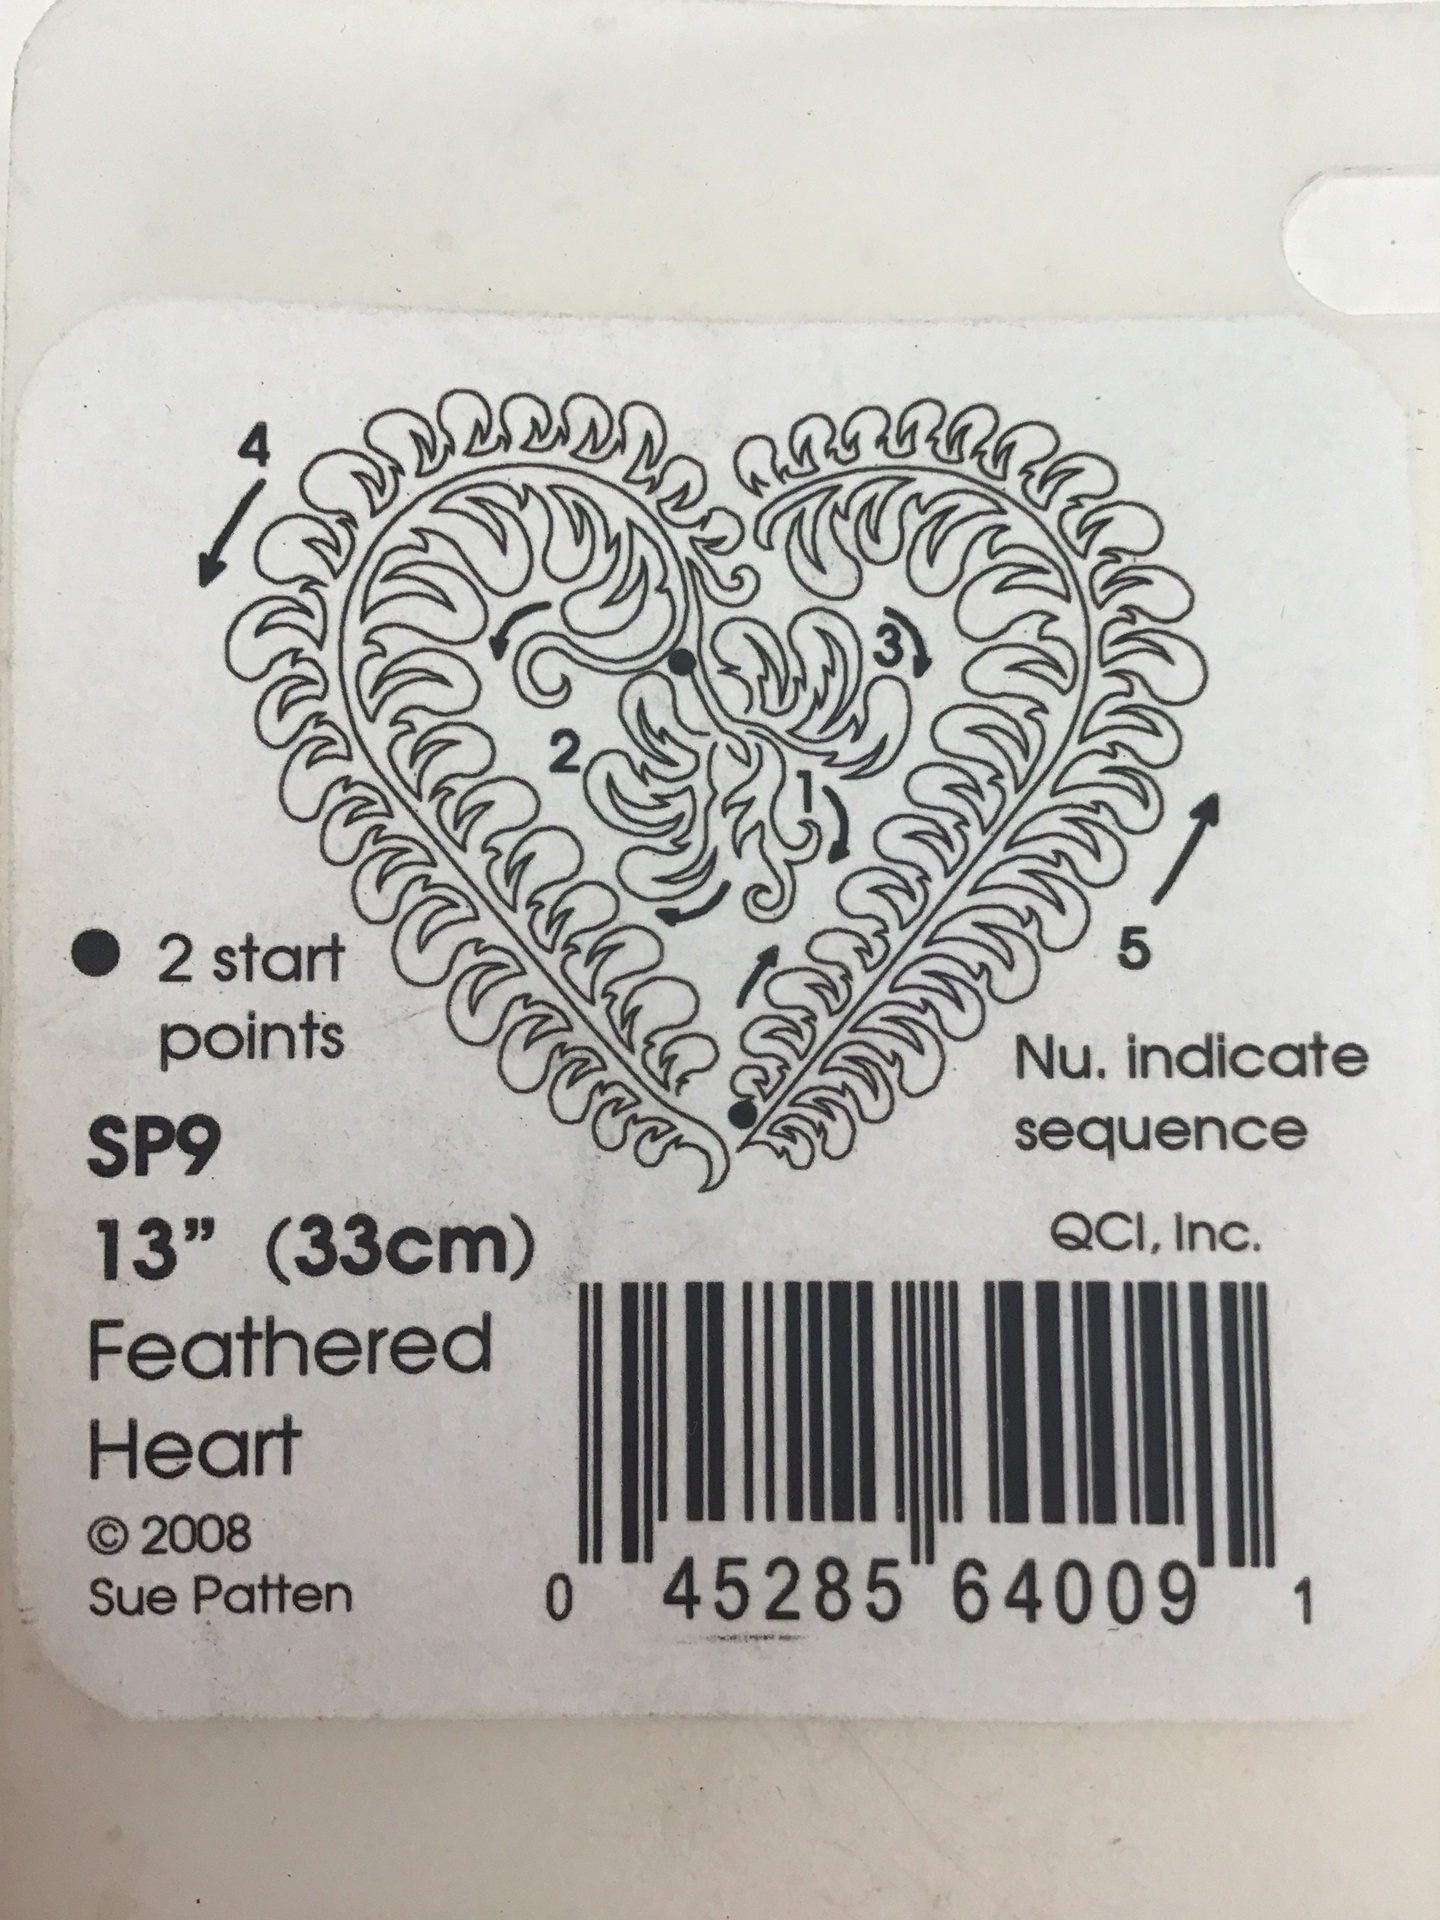 4
3
2
1
● 2 start
points
5
Nu. indicate
sequence
SP9
13” (33cm)
QCI, Inc.
Feathered
Heart
© 2008
Sue Patten
0 45285 64009 1